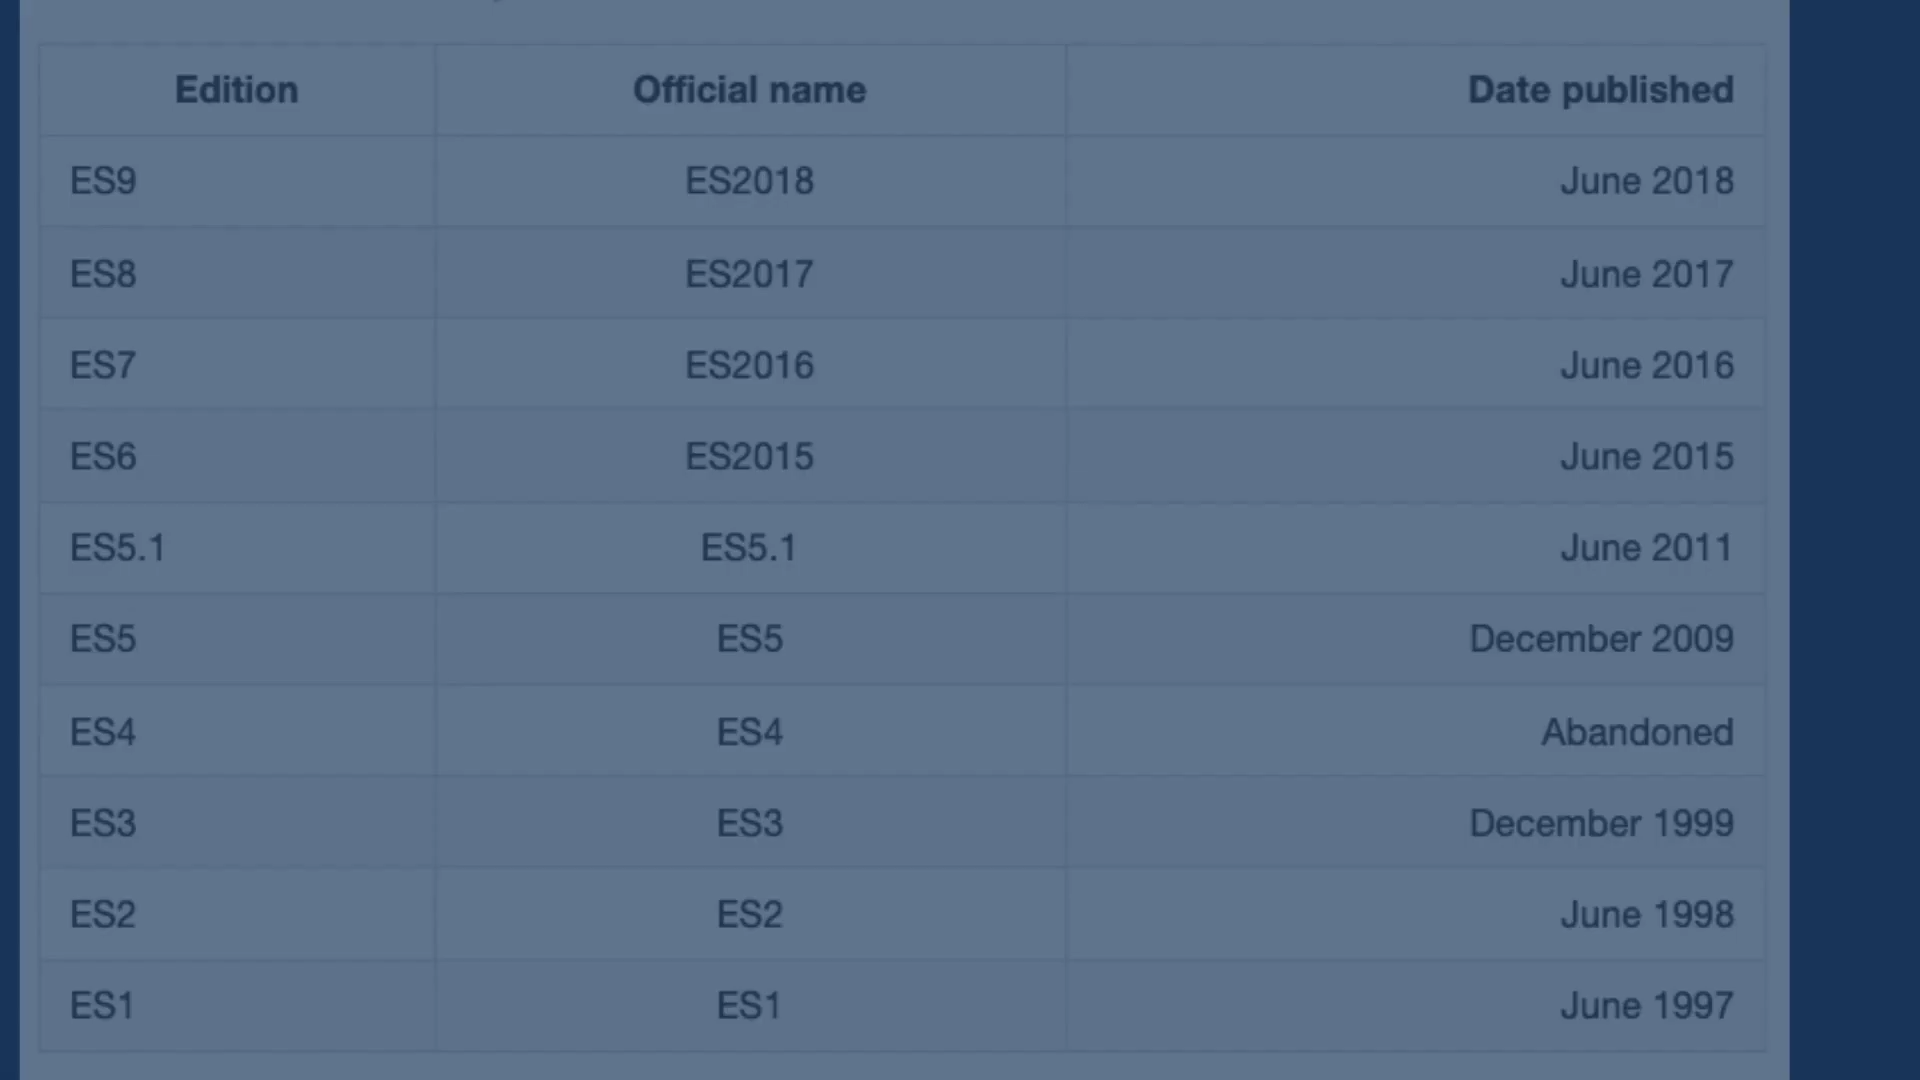 Edition Official name Date published
ES9 ES2018 June 2018
ES8 ES2017 June 2017
ES7 ES2016 June 2016
ES6 ES2015 June 2015
ES5.1 ES5.1 June 2011
ES5 ES5 December 2009
ES4 ES4 Abandoned
ES3 ES3 December 1999
ES2 ES2 June 1998
ES1 ES1 June 1997